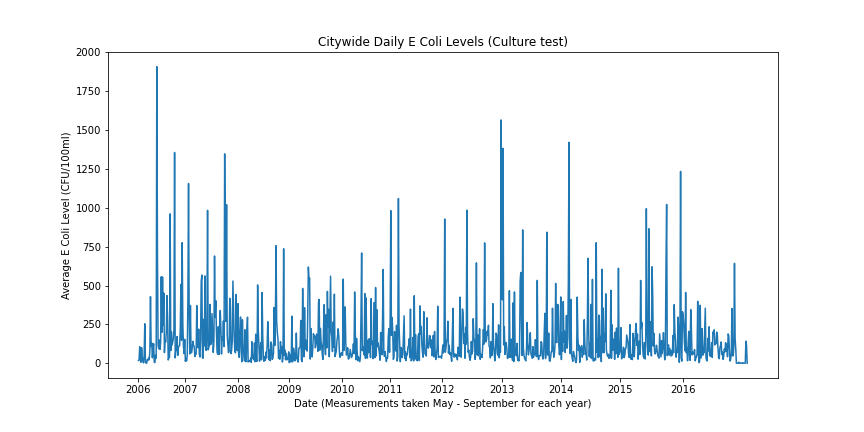 Citywide Daily E Coli Levels (Culture test)
Average E Coli Level (CFU/100ml)
2000
1750
1500
1250
1000
750
500
250
0
2006 2007 2008 2009 2010 2011 2012 2013 2014 2015 2016
Date (Measurements taken May - September for each year)